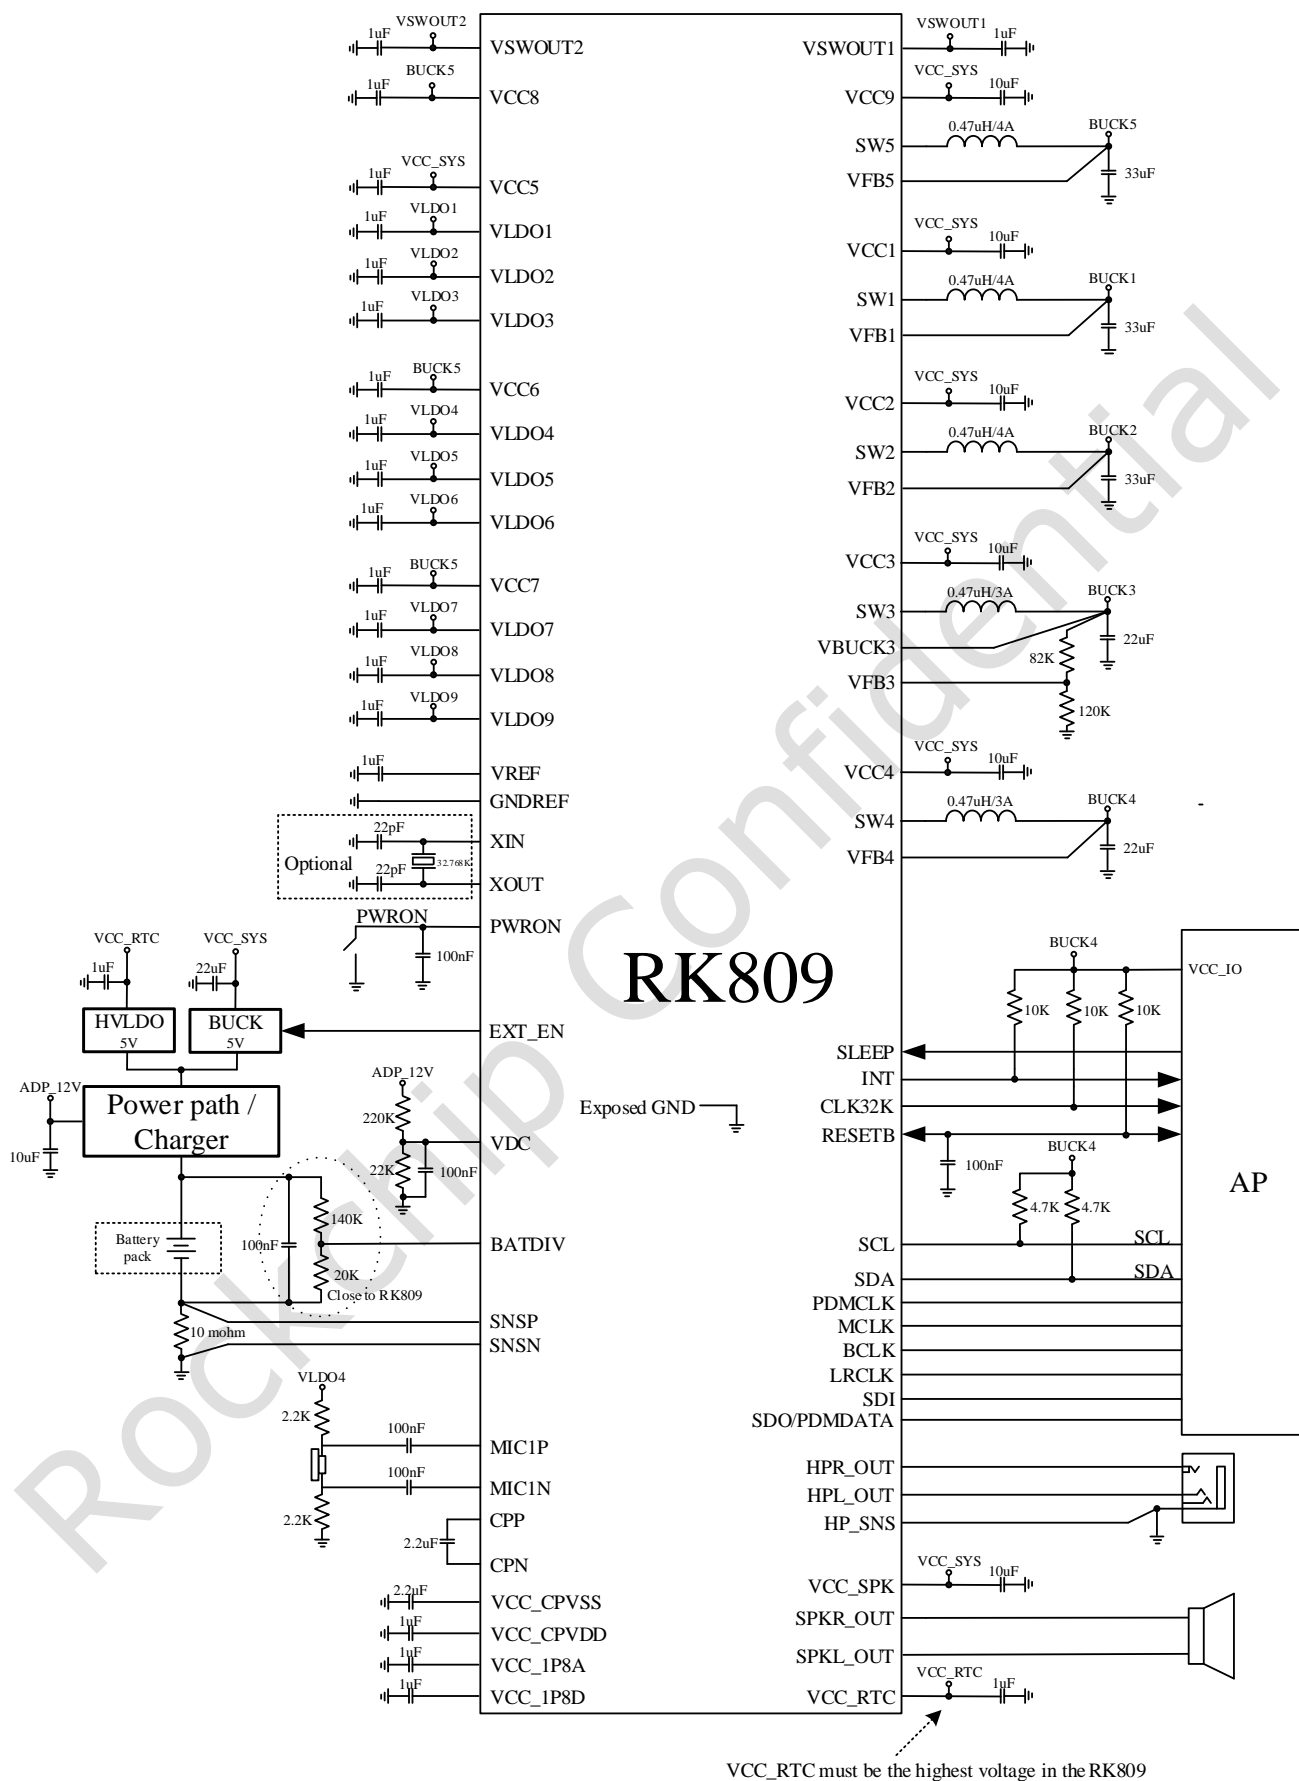 VSWOUT2
1uF
VSWOUT2
BUCK5
1uF
VCC8
VCC_SYS
1uF
VCC5
VLDO1
1uF
VLDO1
VLDO2
1uF
VLDO2
VLDO3
1uF
VLDO3
BUCK5
1uF
VCC6
VLDO4
1uF
VLDO4
VLDO5
1uF
VLDO5
VLDO6
1uF
VLDO6
BUCK5
1uF
VCC7
VLDO7
1uF
VLDO7
VLDO8
1uF
VLDO8
VLDO9
1uF
VLDO9
1uF
VREF
GNDREF
22pF
XIN
Optional
32.768K
22pF
XOUT
PWRON
PWRON
100nF
VCC_RTC
VCC_SYS
1uF
22uF
HVLDO
5V
BUCK
5V
EXT_EN
ADP_12V
Power path /
Charger
10uF
ADP_12V
220K
VDC
22K
100nF
140K
Battery
pack
100nF
BATDIV
20K
Close to RK809
SNSP
10 mohm
SNSN
VLDO4
2.2K
100nF
MIC1P
100nF
MIC1N
2.2K
CPP
2.2uF
CPN
2.2uF
VCC_CPVSS
1uF
VCC_CPVDD
1uF
VCC_1P8A
1uF
VCC_1P8D
RK809
Exposed GND
VSWOUT1
VSWOUT1
1uF
VCC_SYS
VCC9
10uF
SW5
0.47uH/4A
BUCK5
VFB5
33uF
VCC_SYS
VCC1
10uF
SW1
0.47uH/4A
BUCK1
VFB1
33uF
VCC_SYS
VCC2
10uF
SW2
0.47uH/4A
BUCK2
VFB2
33uF
VCC_SYS
VCC3
10uF
SW3
0.47uH/3A
BUCK3
VBUCK3
22uF
82K
VFB3
120K
VCC_SYS
VCC4
10uF
SW4
0.47uH/3A
BUCK4
-
VFB4
22uF
BUCK4
VCC_IO
10K
10K
10K
SLEEP
INT
CLK32K
RESETB
100nF
BUCK4
AP
4.7K
4.7K
SCL
SCL
SDA
SDA
PDMCLK
MCLK
BCLK
LRCLK
SDI
SDO/PDMDATA
HPR_OUT
HPL_OUT
HP_SNS
VCC_SYS
VCC_SPK
10uF
SPKR_OUT
SPKL_OUT
VCC_RTC
VCC_RTC
1uF
VCC_RTC must be the highest voltage in the RK809
Rockchip Confidential